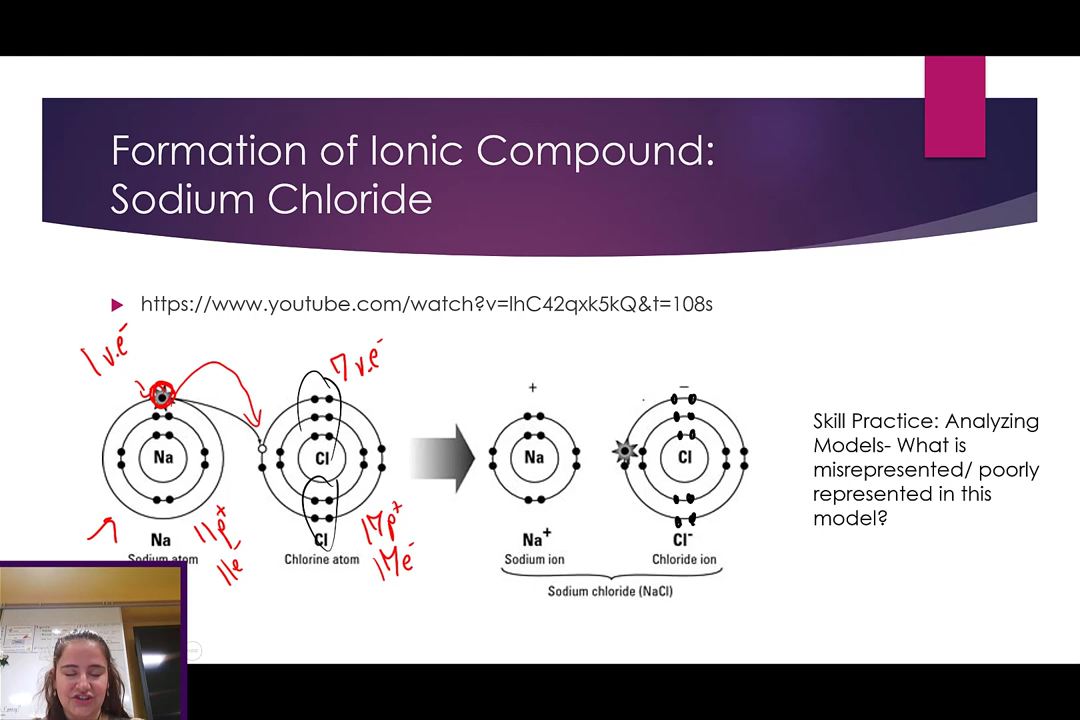 Formation of Ionic Compound:
Sodium Chloride
https://www.youtube.com/watch?v=lhC42qxk5kQ&t=108s
1 v.e⁻
7 v.e⁻
+
−
Na
Cl
Na
Cl
Na
Cl
Na⁺
Cl⁻
Sodium atom
Chlorine atom
Sodium ion
Chloride ion
11p⁺
11e⁻
17p⁺
17e⁻
Sodium chloride (NaCl)
Skill Practice: Analyzing
Models- What is
misrepresented/ poorly
represented in this
model?